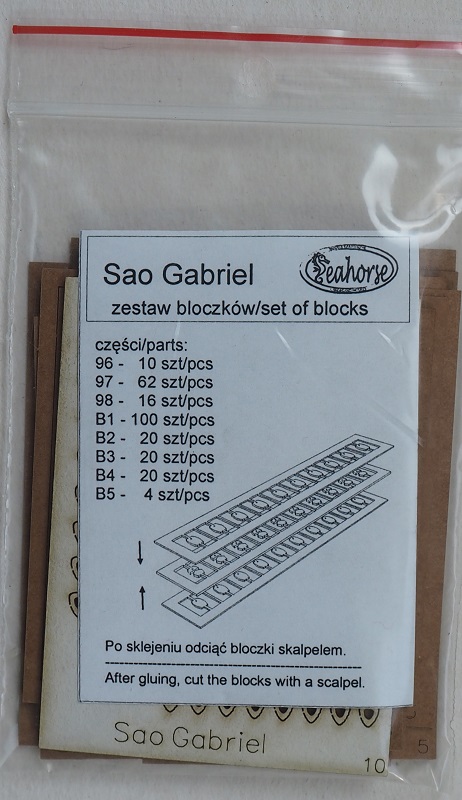 Sao Gabriel
Seahorse
zestaw bloczków/set of blocks
części/parts:
96 - 10 szt/pcs
97 - 62 szt/pcs
98 - 16 szt/pcs
B1 - 100 szt/pcs
B2 - 20 szt/pcs
B3 - 20 szt/pcs
B4 - 20 szt/pcs
B5 - 4 szt/pcs
Po sklejeniu odciąć bloczki skalpelem.
After gluing, cut the blocks with a scalpel.
Sao Gabriel
10
5